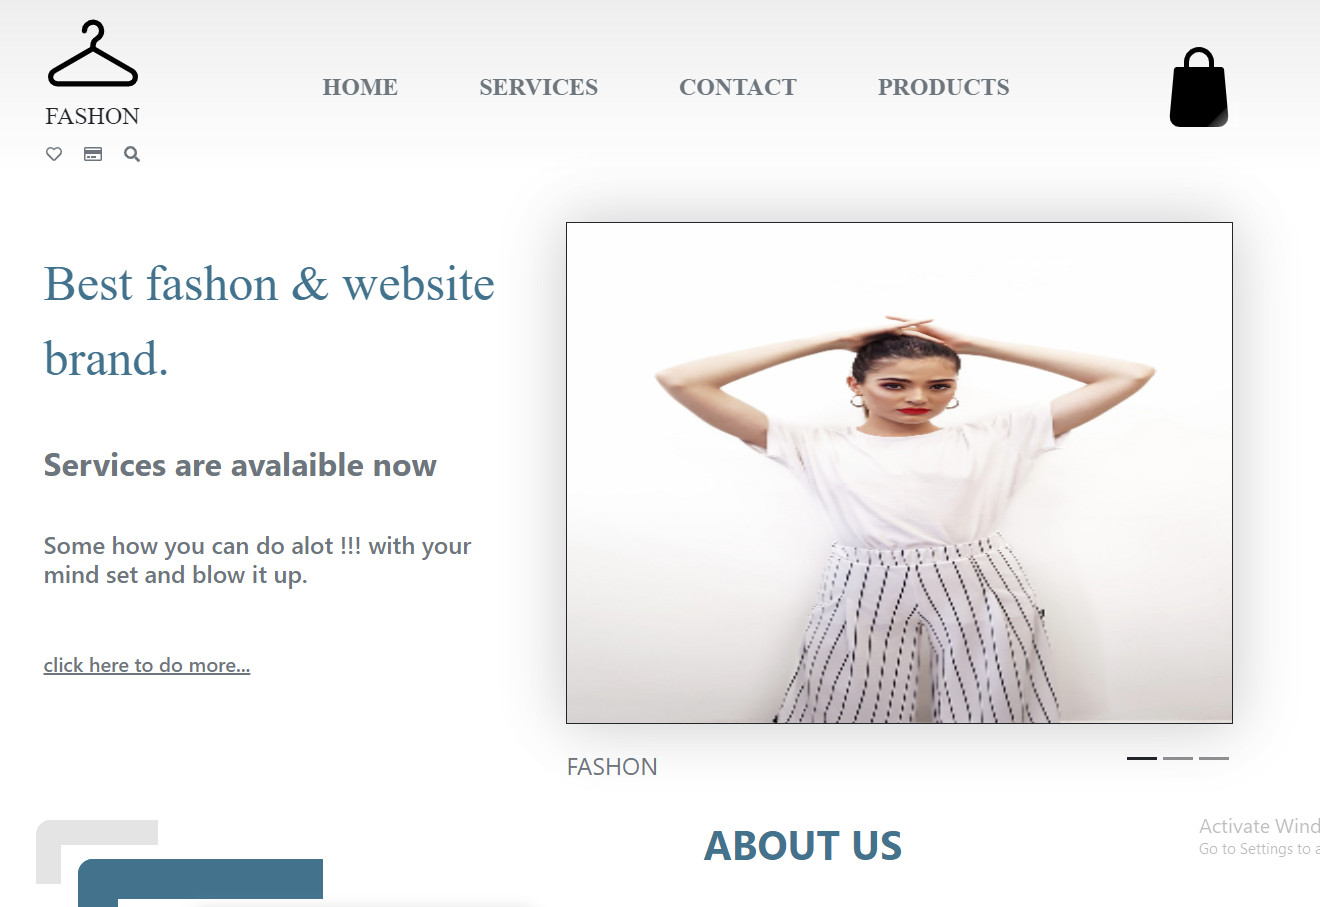 FASHON
HOME SERVICES CONTACT PRODUCTS
Best fashon & website
brand.
Services are avalaible now
Some how you can do alot !!! with your
mind set and blow it up.
click here to do more...
FASHON
ABOUT US
Activate Wind
Go to Settings to a